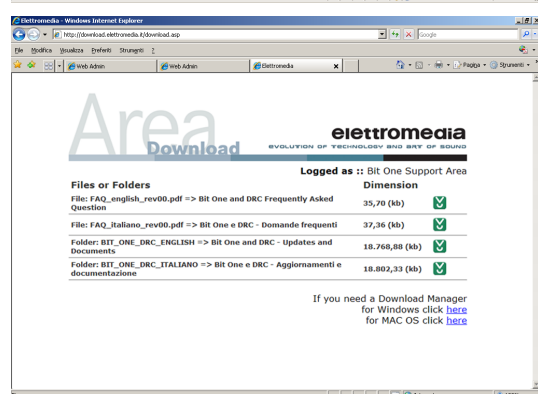 Elettromedia - Windows Internet Explorer
http://download.elettromedia.it/download.asp
Google
File Modifica Visualizza Preferiti Strumenti ?
Web Admin
Web Admin
Elettromedia
Pagina
Strumenti
Area
Download
elettromedia
EVOLUTION OF TECHNOLOGY AND ART OF SOUND
Logged as :: Bit One Support Area
Files or Folders Dimension
File: FAQ_english_rev00.pdf => Bit One and DRC Frequently Asked
Question
35,70 (kb)
File: FAQ_italiano_rev00.pdf => Bit One e DRC - Domande frequenti 37,36 (kb)
Folder: BIT_ONE_DRC_ENGLISH => Bit One and DRC - Updates and
Documents
18.768,88 (kb)
Folder: BIT_ONE_DRC_ITALIANO => Bit One e DRC - Aggiornamenti e
documentazione
18.802,33 (kb)
If you need a Download Manager
for Windows click here
for MAC OS click here